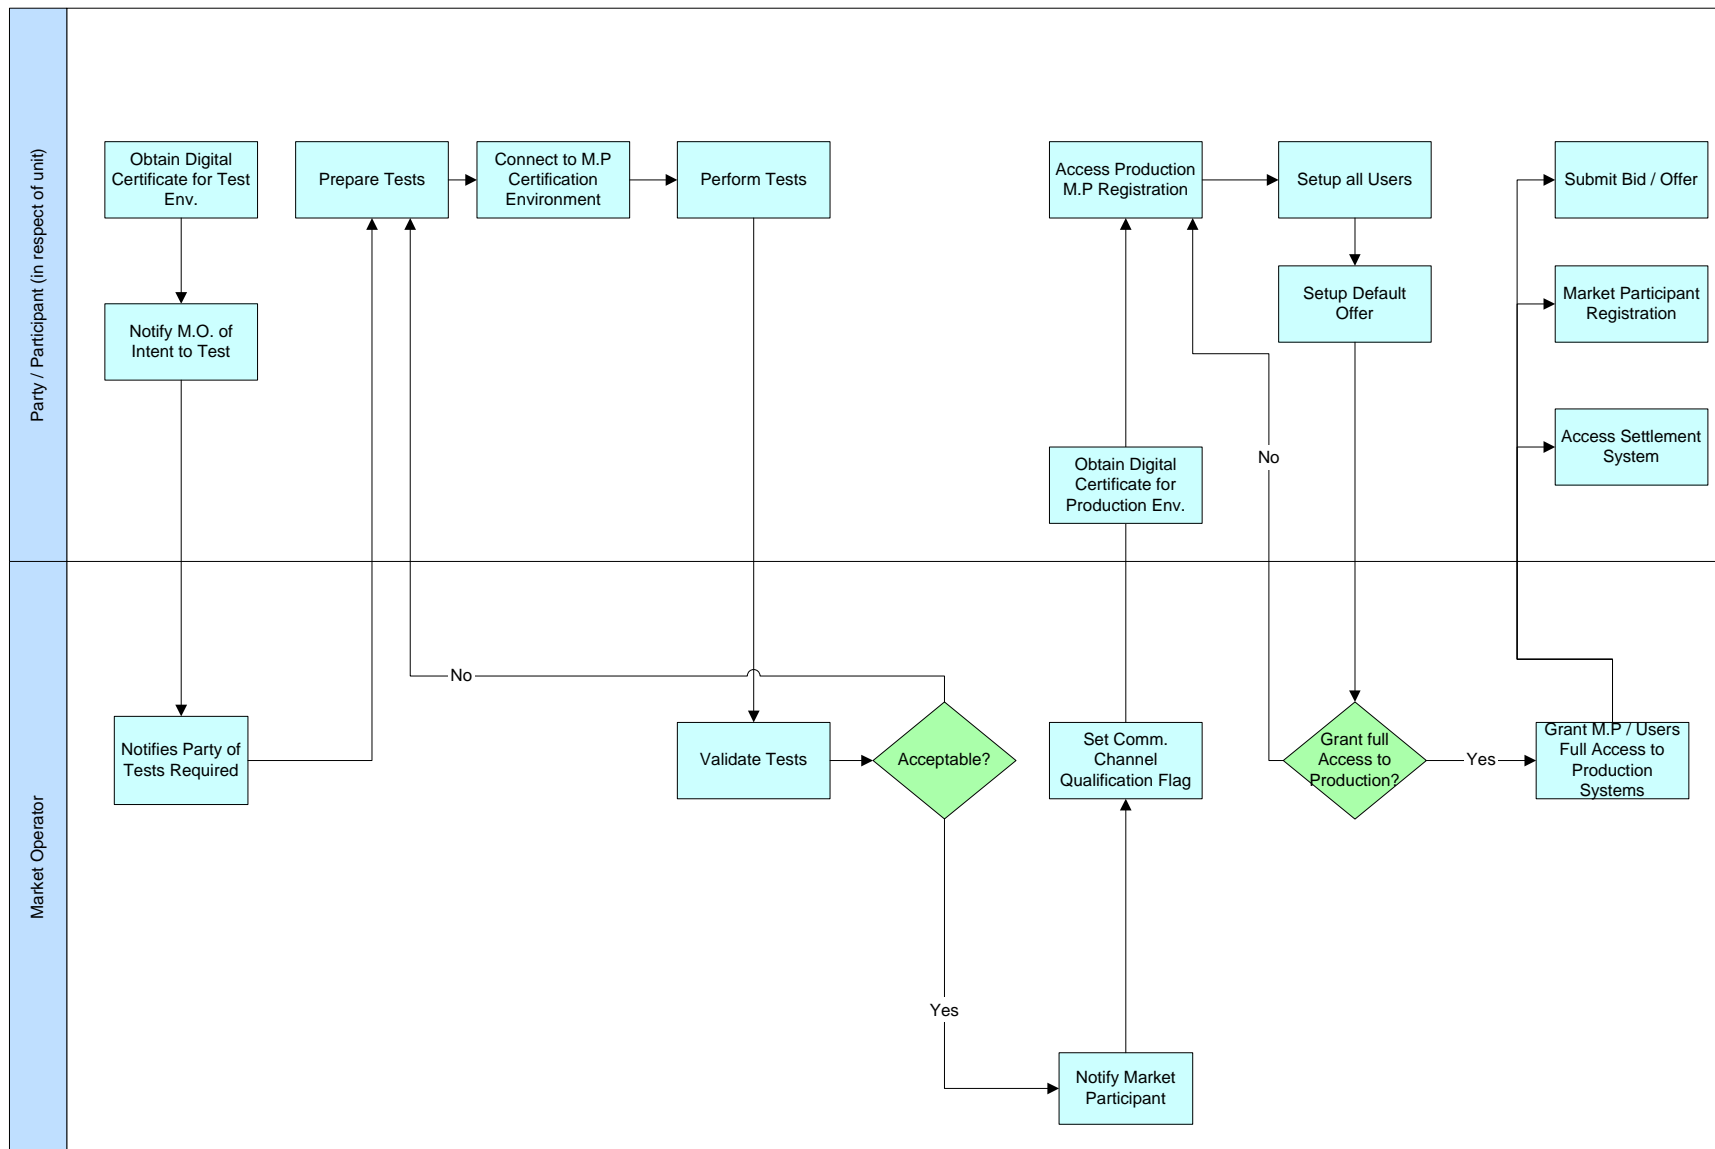 Party / Participant (in respect of unit)
Obtain Digital
Certificate for Test
Env.
Prepare Tests
Connect to M.P
Certification
Environment
Perform Tests
Access Production
M.P Registration
Setup all Users
Submit Bid / Offer
Notify M.O. of
Intent to Test
Setup Default
Offer
Market Participant
Registration
No
Obtain Digital
Certificate for
Production Env.
Access Settlement
System
Market Operator
No
Notifies Party of
Tests Required
Validate Tests
Acceptable?
Set Comm.
Channel
Qualification Flag
Grant full
Access to
Production?
Yes
Grant M.P / Users
Full Access to
Production
Systems
Yes
Notify Market
Participant